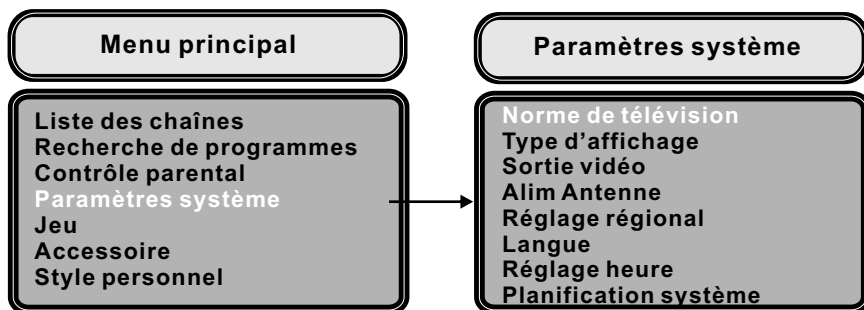 Menu principal
Liste des chaînes
Recherche de programmes
Contrôle parental
Paramètres système
Jeu
Accessoire
Style personnel
Paramètres système
Norme de télévision
Type d’affichage
Sortie vidéo
Alim Antenne
Réglage régional
Langue
Réglage heure
Planification système